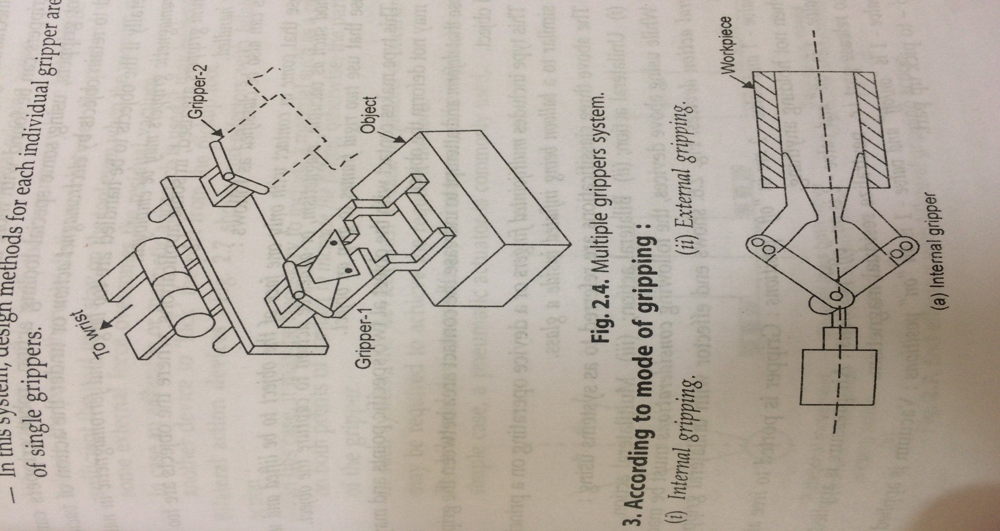 — In this system, design methods for each individual gripper are
of single grippers.
To wrist
Gripper-2
Gripper-1
Object
Fig. 2.4. Multiple grippers system.
3. According to mode of gripping :
(i) Internal gripping. (ii) External gripping.
Workpiece
(a) Internal gripper